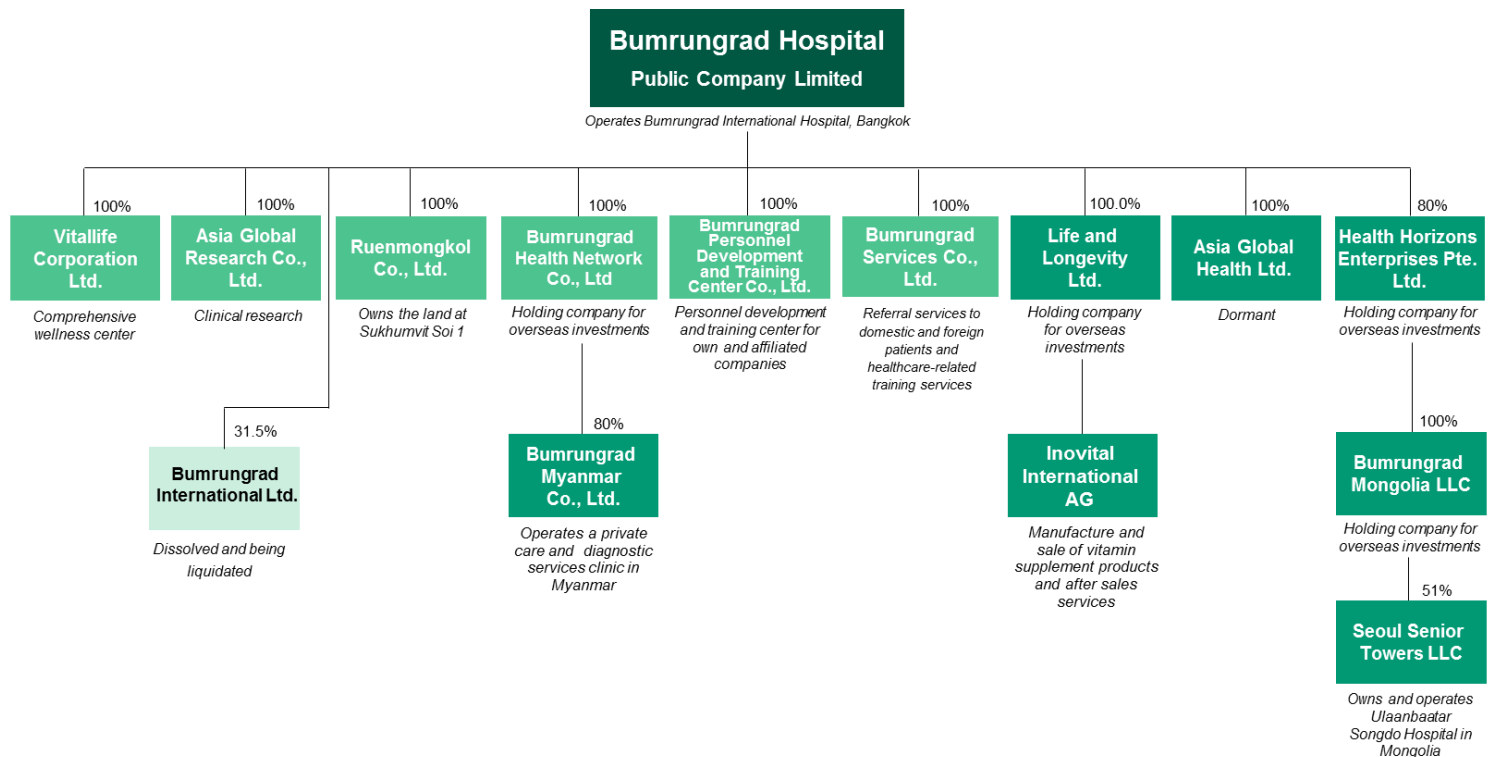 Bumrungrad Hospital
Public Company Limited
Operates Bumrungrad International Hospital, Bangkok
100%
Vitallife
Corporation
Ltd.
Comprehensive
wellness center
100%
Asia Global
Research Co.,
Ltd.
Clinical research
100%
Ruenmongkol
Co., Ltd.
Owns the land at
Sukhumvit Soi 1
100%
Bumrungrad
Health Network
Co., Ltd
Holding company for
overseas investments
100%
Bumrungrad
Personnel
Development
and Training
Center Co., Ltd.
Personnel development
and training center for
own and affiliated
companies
100%
Bumrungrad
Services Co.,
Ltd.
Referral services to
domestic and foreign
patients and
healthcare-related
training services
100.0%
Life and
Longevity
Ltd.
Holding company
for overseas
investments
100%
Asia Global
Health Ltd.
Dormant
80%
Health Horizons
Enterprises Pte.
Ltd.
Holding company for
overseas investments
31.5%
Bumrungrad
International Ltd.
Dissolved and being
liquidated
80%
Bumrungrad
Myanmar
Co., Ltd.
Operates a private
care and diagnostic
services clinic in
Myanmar
Inovital
International
AG
Manufacture and
sale of vitamin
supplement products
and after sales
services
100%
Bumrungrad
Mongolia LLC
Holding company for
overseas investments
51%
Seoul Senior
Towers LLC
Owns and operates
Ulaanbaatar
Songdo Hospital in
Mongolia